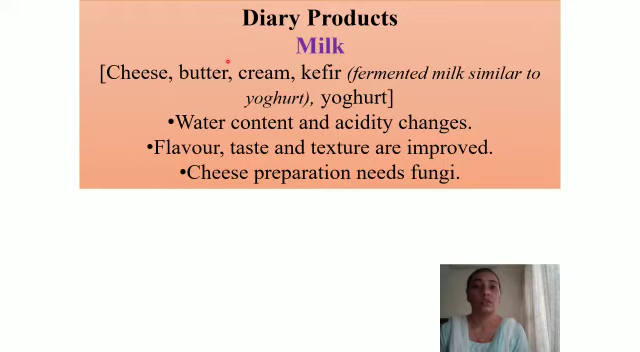 Diary Products
Milk
[Cheese, butter, cream, kefir (fermented milk similar to
yoghurt), yoghurt]
•Water content and acidity changes.
•Flavour, taste and texture are improved.
•Cheese preparation needs fungi.